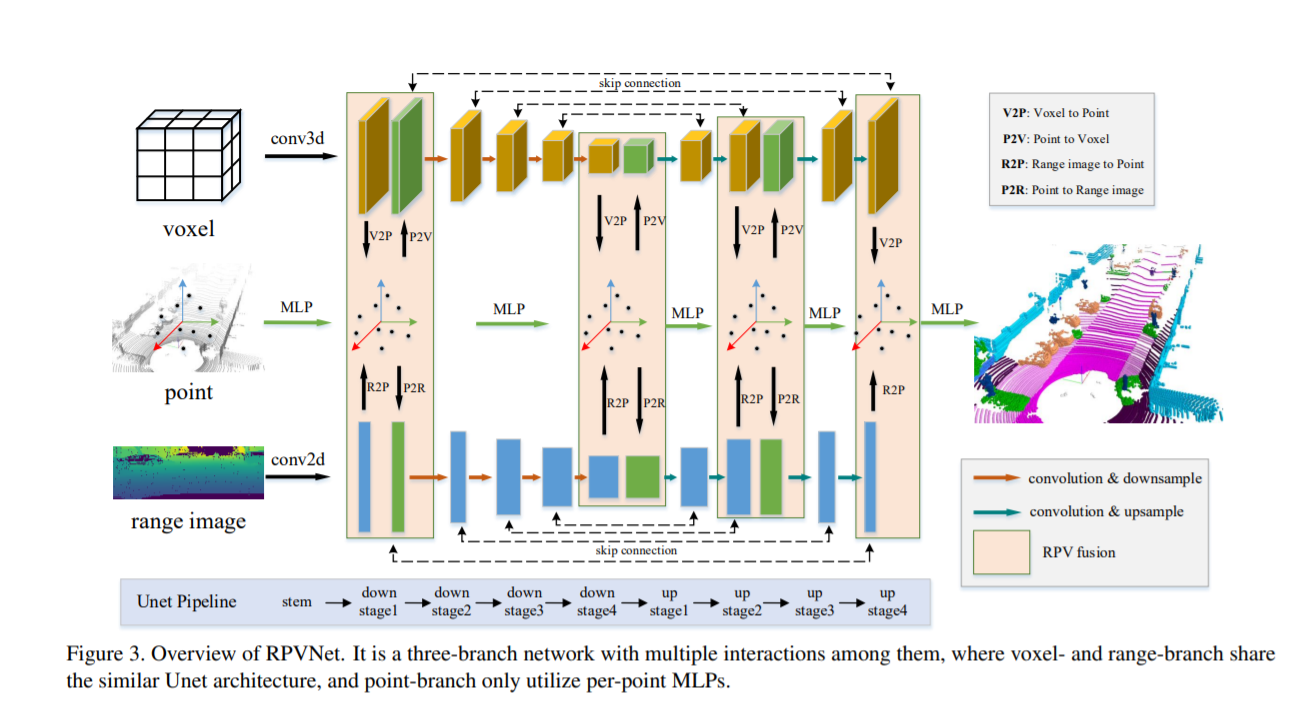 skip connection
conv3d
voxel
V2P
P2V
V2P
P2V
V2P
P2V
V2P
V2P: Voxel to Point
P2V: Point to Voxel
R2P: Range image to Point
P2R: Point to Range image
MLP
MLP
MLP
MLP
MLP
point
R2P
P2R
R2P
P2R
R2P
P2R
R2P
conv2d
range image
skip connection
convolution & downsample
convolution & upsample
RPV fusion
Unet Pipeline
stem
down
stage1
down
stage2
down
stage3
down
stage4
up
stage1
up
stage2
up
stage3
up
stage4
Figure 3. Overview of RPVNet. It is a three-branch network with multiple interactions among them, where voxel- and range-branch share
the similar Unet architecture, and point-branch only utilize per-point MLPs.